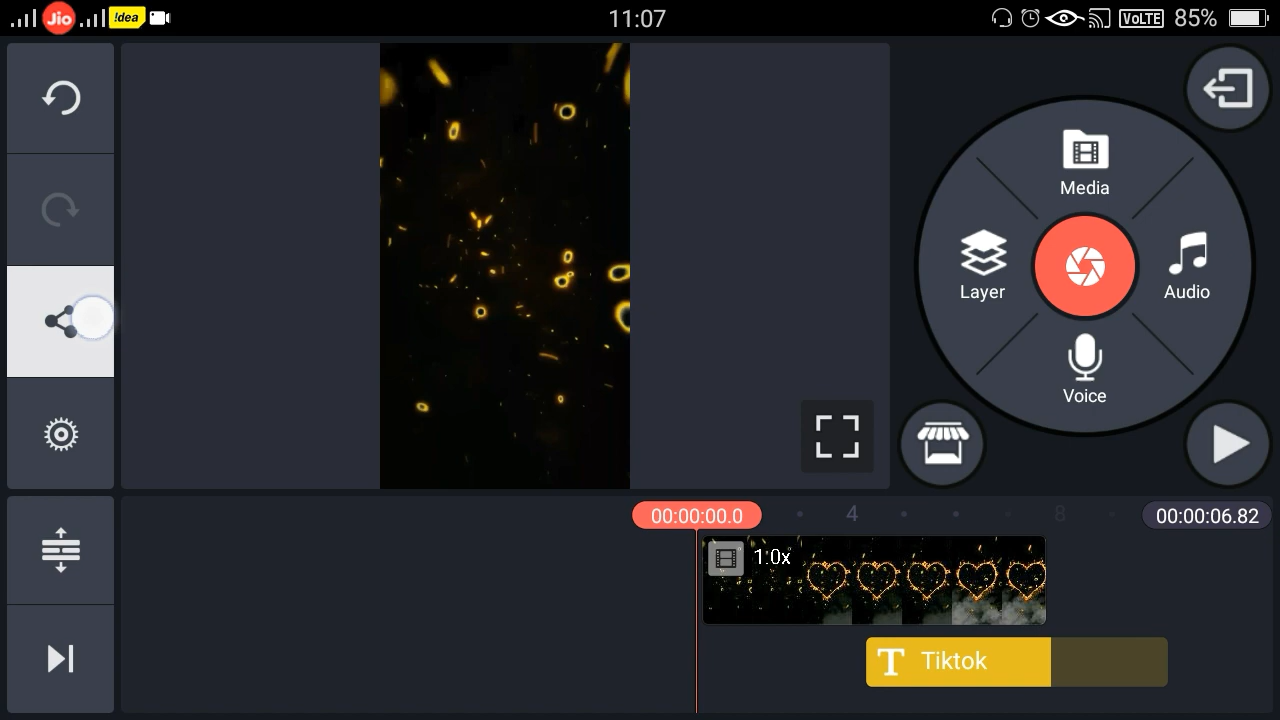 Jio
!dea
11:07
VoLTE
85%
Media
Layer
Audio
Voice
00:00:00.0
4
8
00:00:06.82
1.0x
T Tiktok